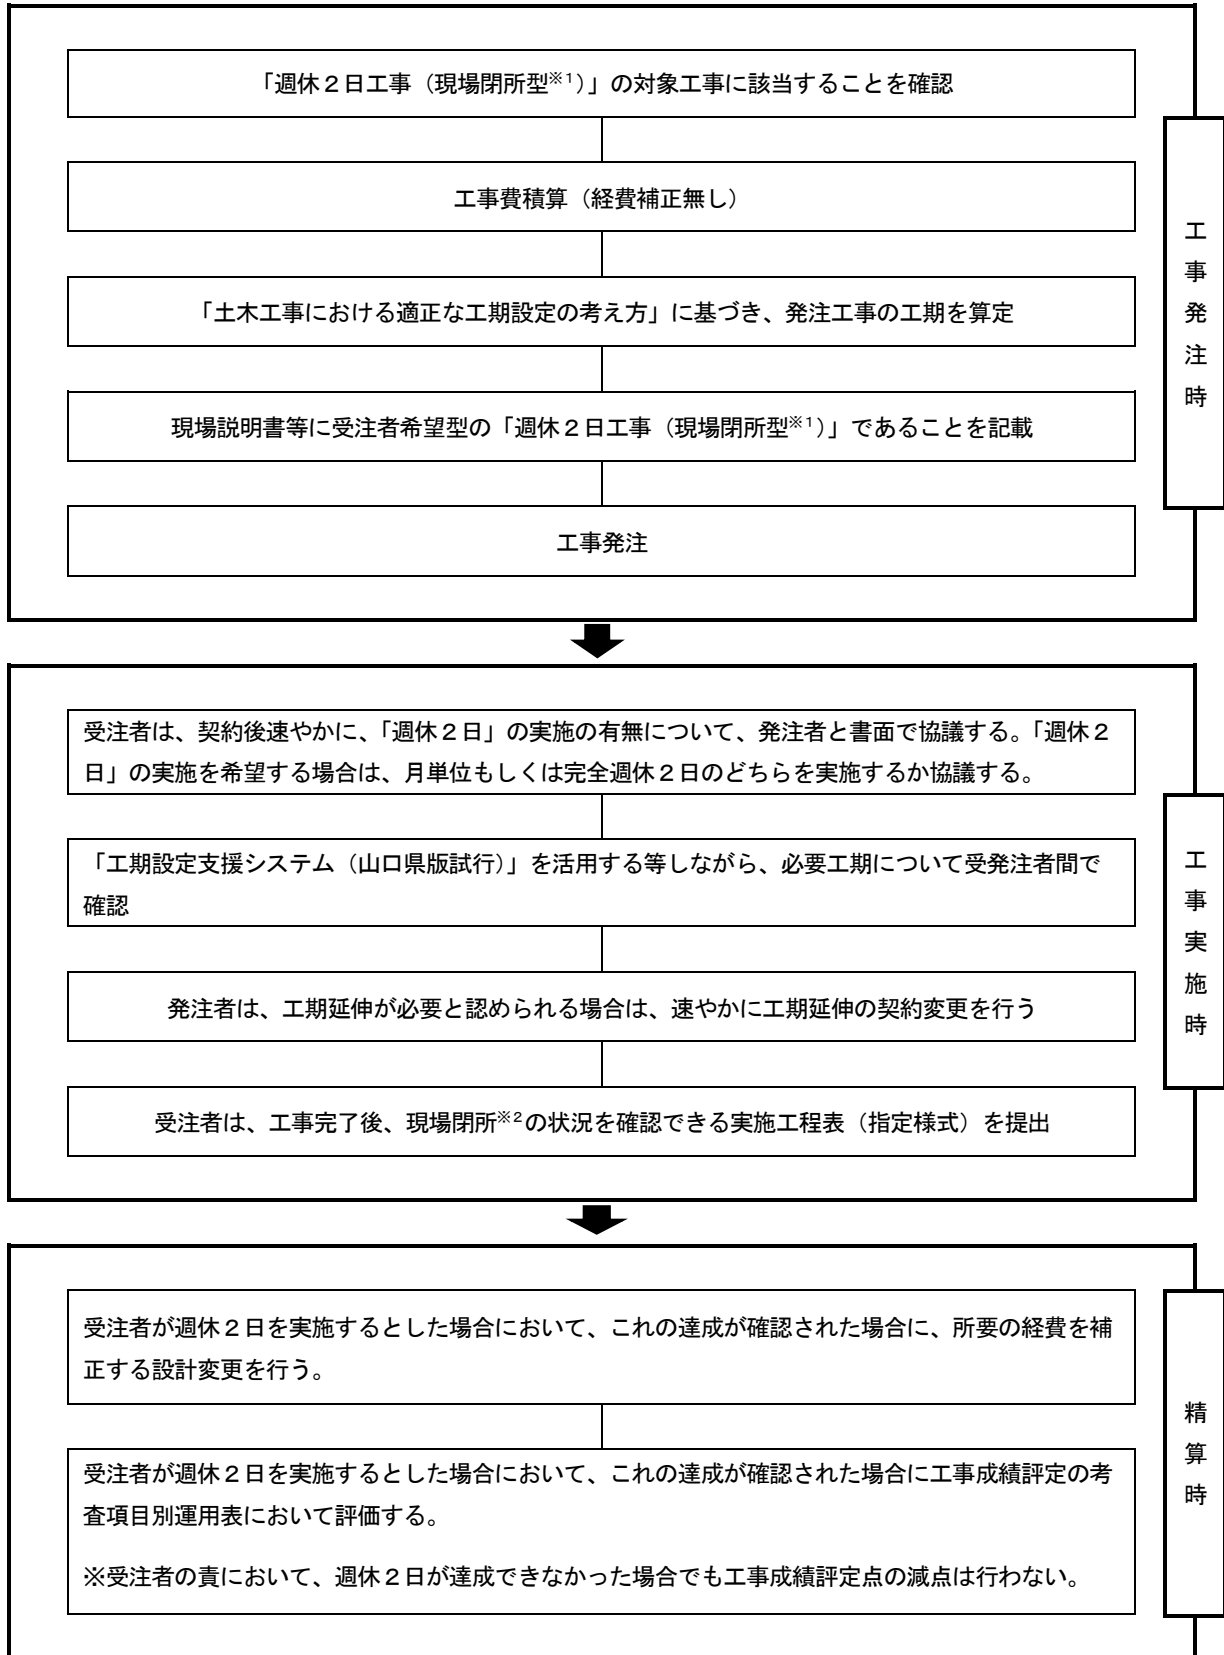 「週休２日工事（現場閉所型※１）」の対象工事に該当することを確認
工事費積算（経費補正無し）
「土木工事における適正な工期設定の考え方」に基づき、発注工事の工期を算定
現場説明書等に受注者希望型の「週休２日工事（現場閉所型※１）」であることを記載
工事発注
工事発注時
受注者は、契約後速やかに、「週休２日」の実施の有無について、発注者と書面で協議する。「週休２
日」の実施を希望する場合は、月単位もしくは完全週休２日のどちらを実施するか協議する。
「工期設定支援システム（山口県版試行）」を活用する等しながら、必要工期について受発注者間で
確認
発注者は、工期延伸が必要と認められる場合は、速やかに工期延伸の契約変更を行う
受注者は、工事完了後、現場閉所※２の状況を確認できる実施工程表（指定様式）を提出
工事実施時
受注者が週休２日を実施するとした場合において、これの達成が確認された場合に、所要の経費を補
正する設計変更を行う。
受注者が週休２日を実施するとした場合において、これの達成が確認された場合に工事成績評定の考
査項目別運用表において評価する。
※受注者の責において、週休２日が達成できなかった場合でも工事成績評定点の減点は行わない。
精算時